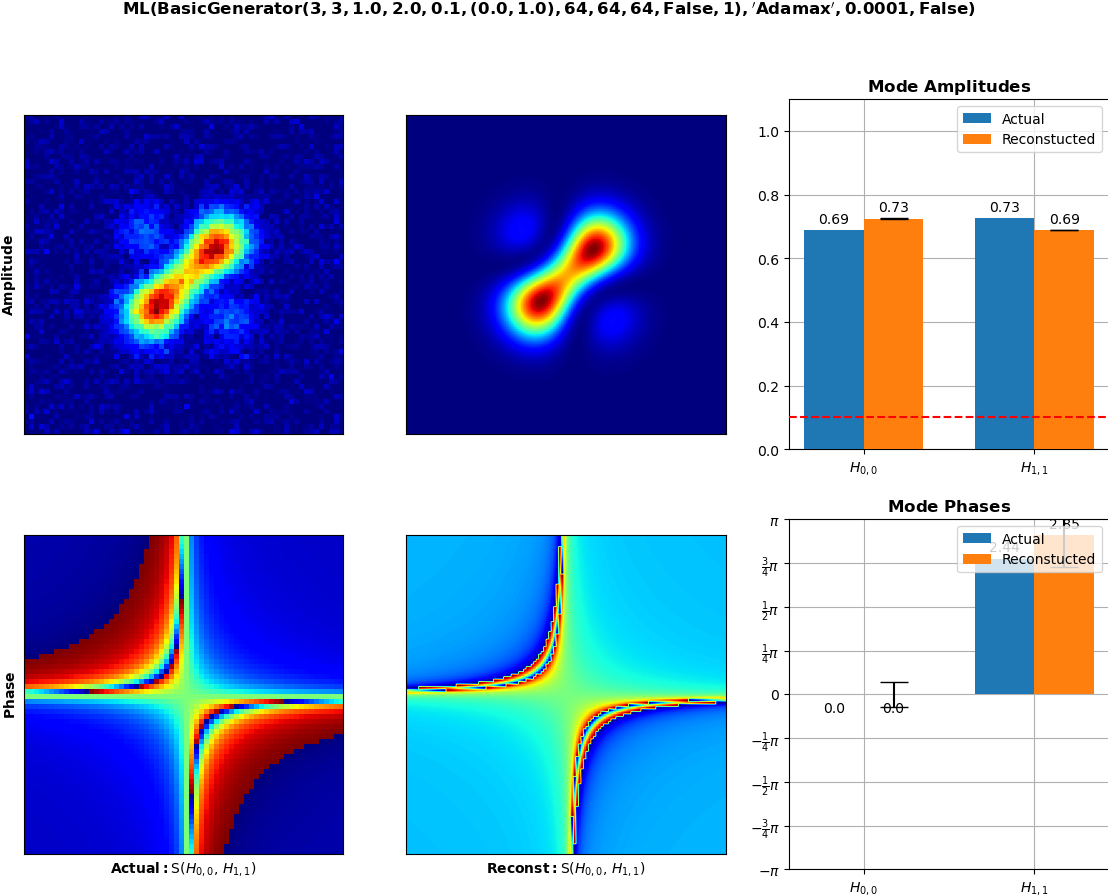 ML(BasicGenerator(3, 3, 1.0, 2.0, 0.1, (0.0, 1.0), 64, 64, 64, False, 1), 'Adamax', 0.0001, False)
Amplitude
Mode Amplitudes
Actual
Reconstucted
1.0
0.8
0.6
0.4
0.2
0.0
0.69
0.73
0.73
0.69
H0,0
H1,1
Phase
Actual: S(H0,0, H1,1)
Reconst: S(H0,0, H1,1)
Mode Phases
Actual
Reconstucted
π
3/4π
1/2π
1/4π
0
−1/4π
−1/2π
−3/4π
−π
0.0
0.0
2.44
2.85
H0,0
H1,1